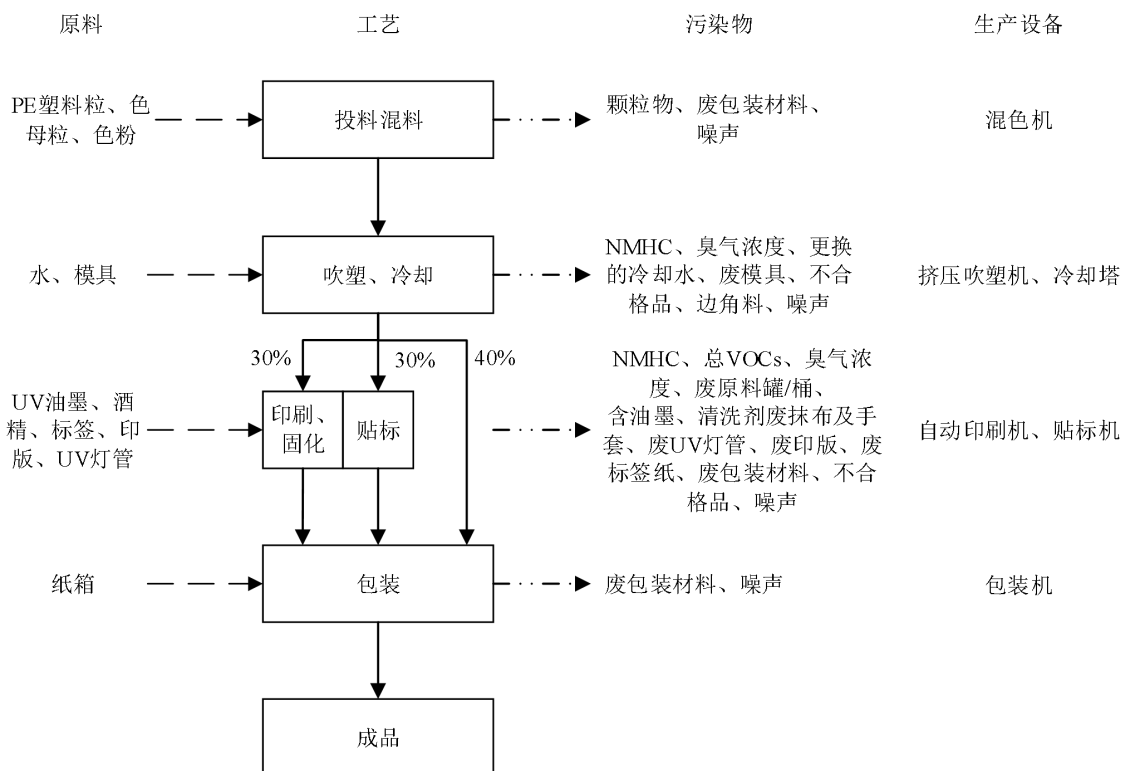 原料
工艺
污染物
生产设备
PE塑料粒、色
母粒、色粉
投料混料
颗粒物、废包装材料、
噪声
混色机
水、模具
吹塑、冷却
NMHC、臭气浓度、更换
的冷却水、废模具、不合
格品、边角料、噪声
挤压吹塑机、冷却塔
30%
30%
40%
UV油墨、酒
精、标签、印
版、UV灯管
印刷、
固化
贴标
NMHC、总VOCs、臭气浓
度、废原料罐/桶、
含油墨、清洗剂废抹布及手
套、废UV灯管、废印版、废
标签纸、废包装材料、不合
格品、噪声
自动印刷机、贴标机
纸箱
包装
废包装材料、噪声
包装机
成品